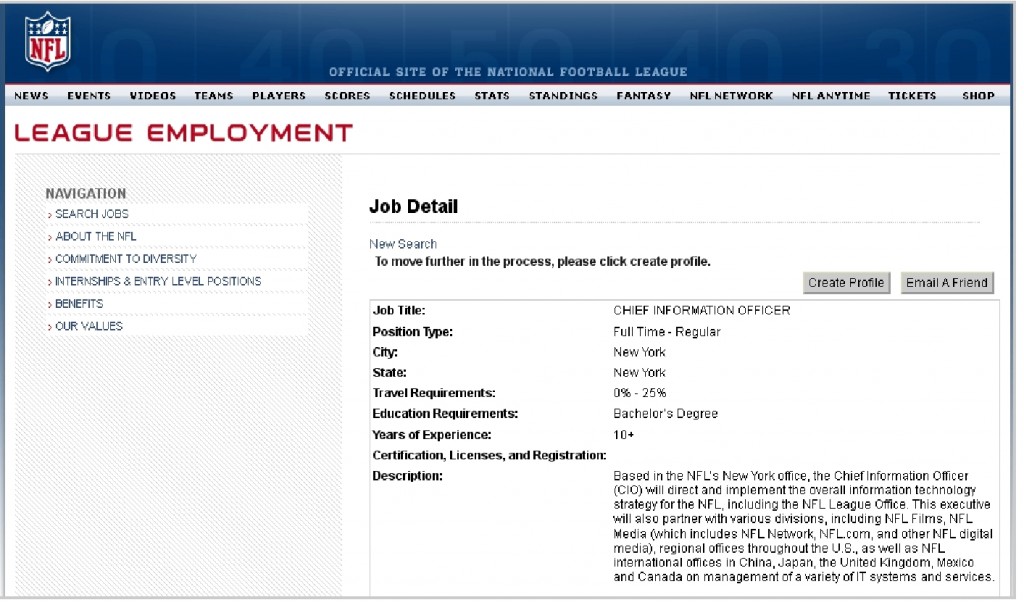 NFL
OFFICIAL SITE OF THE NATIONAL FOOTBALL LEAGUE
NEWS EVENTS VIDEOS TEAMS PLAYERS SCORES SCHEDULES STATS STANDINGS FANTASY NFL NETWORK NFL ANYTIME TICKETS SHOP
LEAGUE EMPLOYMENT
NAVIGATION
› SEARCH JOBS
› ABOUT THE NFL
› COMMITMENT TO DIVERSITY
› INTERNSHIPS & ENTRY LEVEL POSITIONS
› BENEFITS
› OUR VALUES
Job Detail
New Search
To move further in the process, please click create profile.
Create Profile Email A Friend
Job Title: CHIEF INFORMATION OFFICER
Position Type: Full Time - Regular
City: New York
State: New York
Travel Requirements: 0% - 25%
Education Requirements: Bachelor's Degree
Years of Experience: 10+
Certification, Licenses, and Registration:
Description: Based in the NFL's New York office, the Chief Information Officer
(CIO) will direct and implement the overall information technology
strategy for the NFL, including the NFL League Office. This executive
will also partner with various divisions, including NFL Films, NFL
Media (which includes NFL Network, NFL.com, and other NFL digital
media), regional offices throughout the U.S., as well as NFL
international offices in China, Japan, the United Kingdom, Mexico
and Canada on management of a variety of IT systems and services.